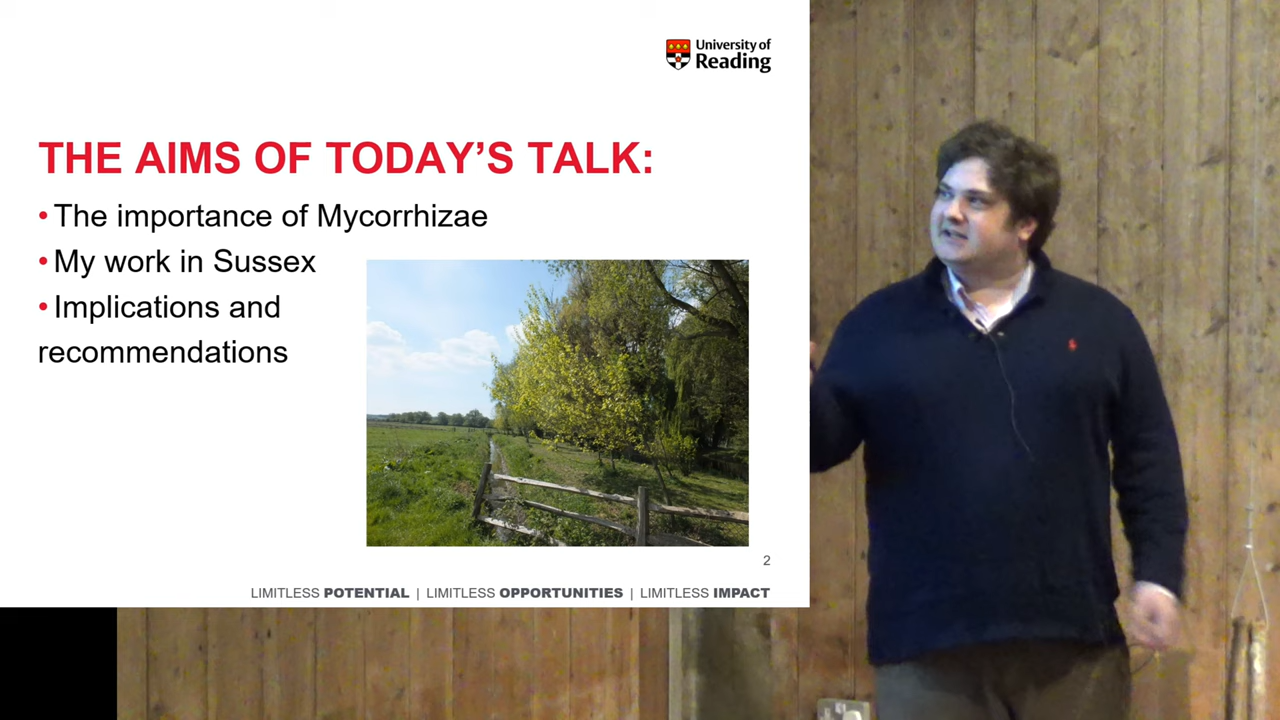 University of
Reading
THE AIMS OF TODAY'S TALK:
• The importance of Mycorrhizae
• My work in Sussex
• Implications and
recommendations
2
LIMITLESS POTENTIAL | LIMITLESS OPPORTUNITIES | LIMITLESS IMPACT